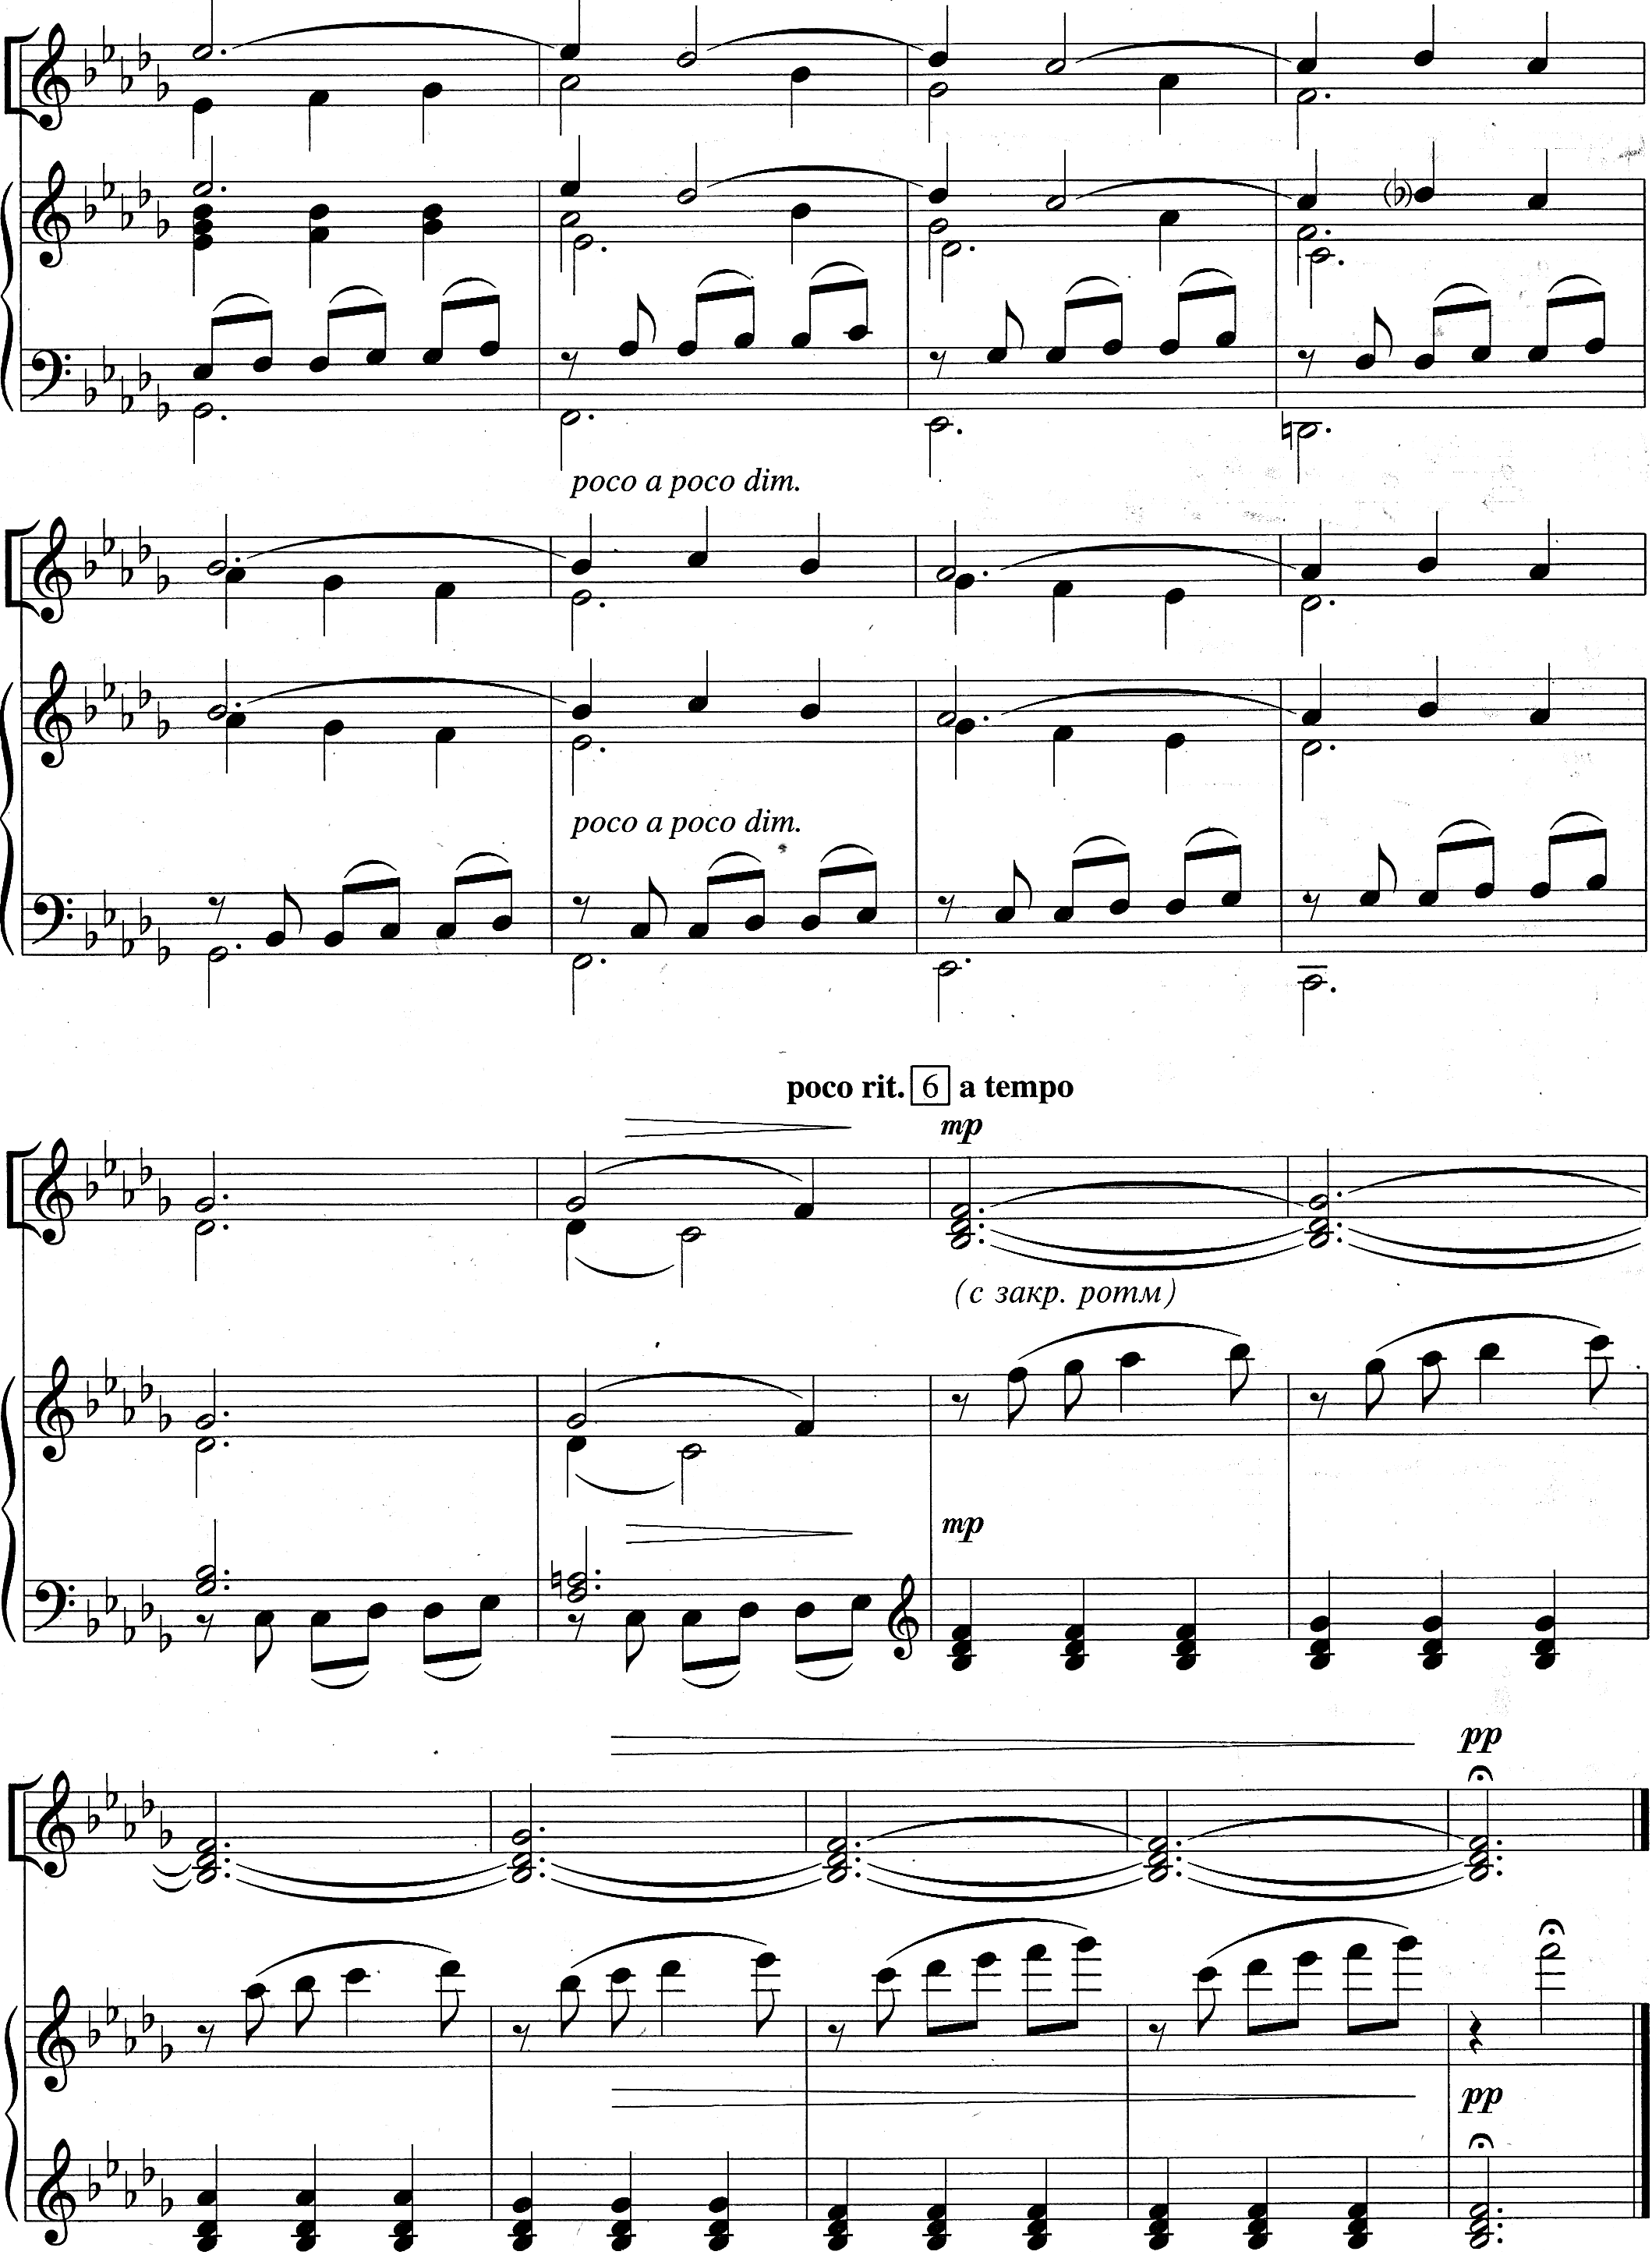 poco a poco dim.
poco a poco dim.
poco rit. 6 a tempo
mp
(с закр. ротм)
mp
pp
pp